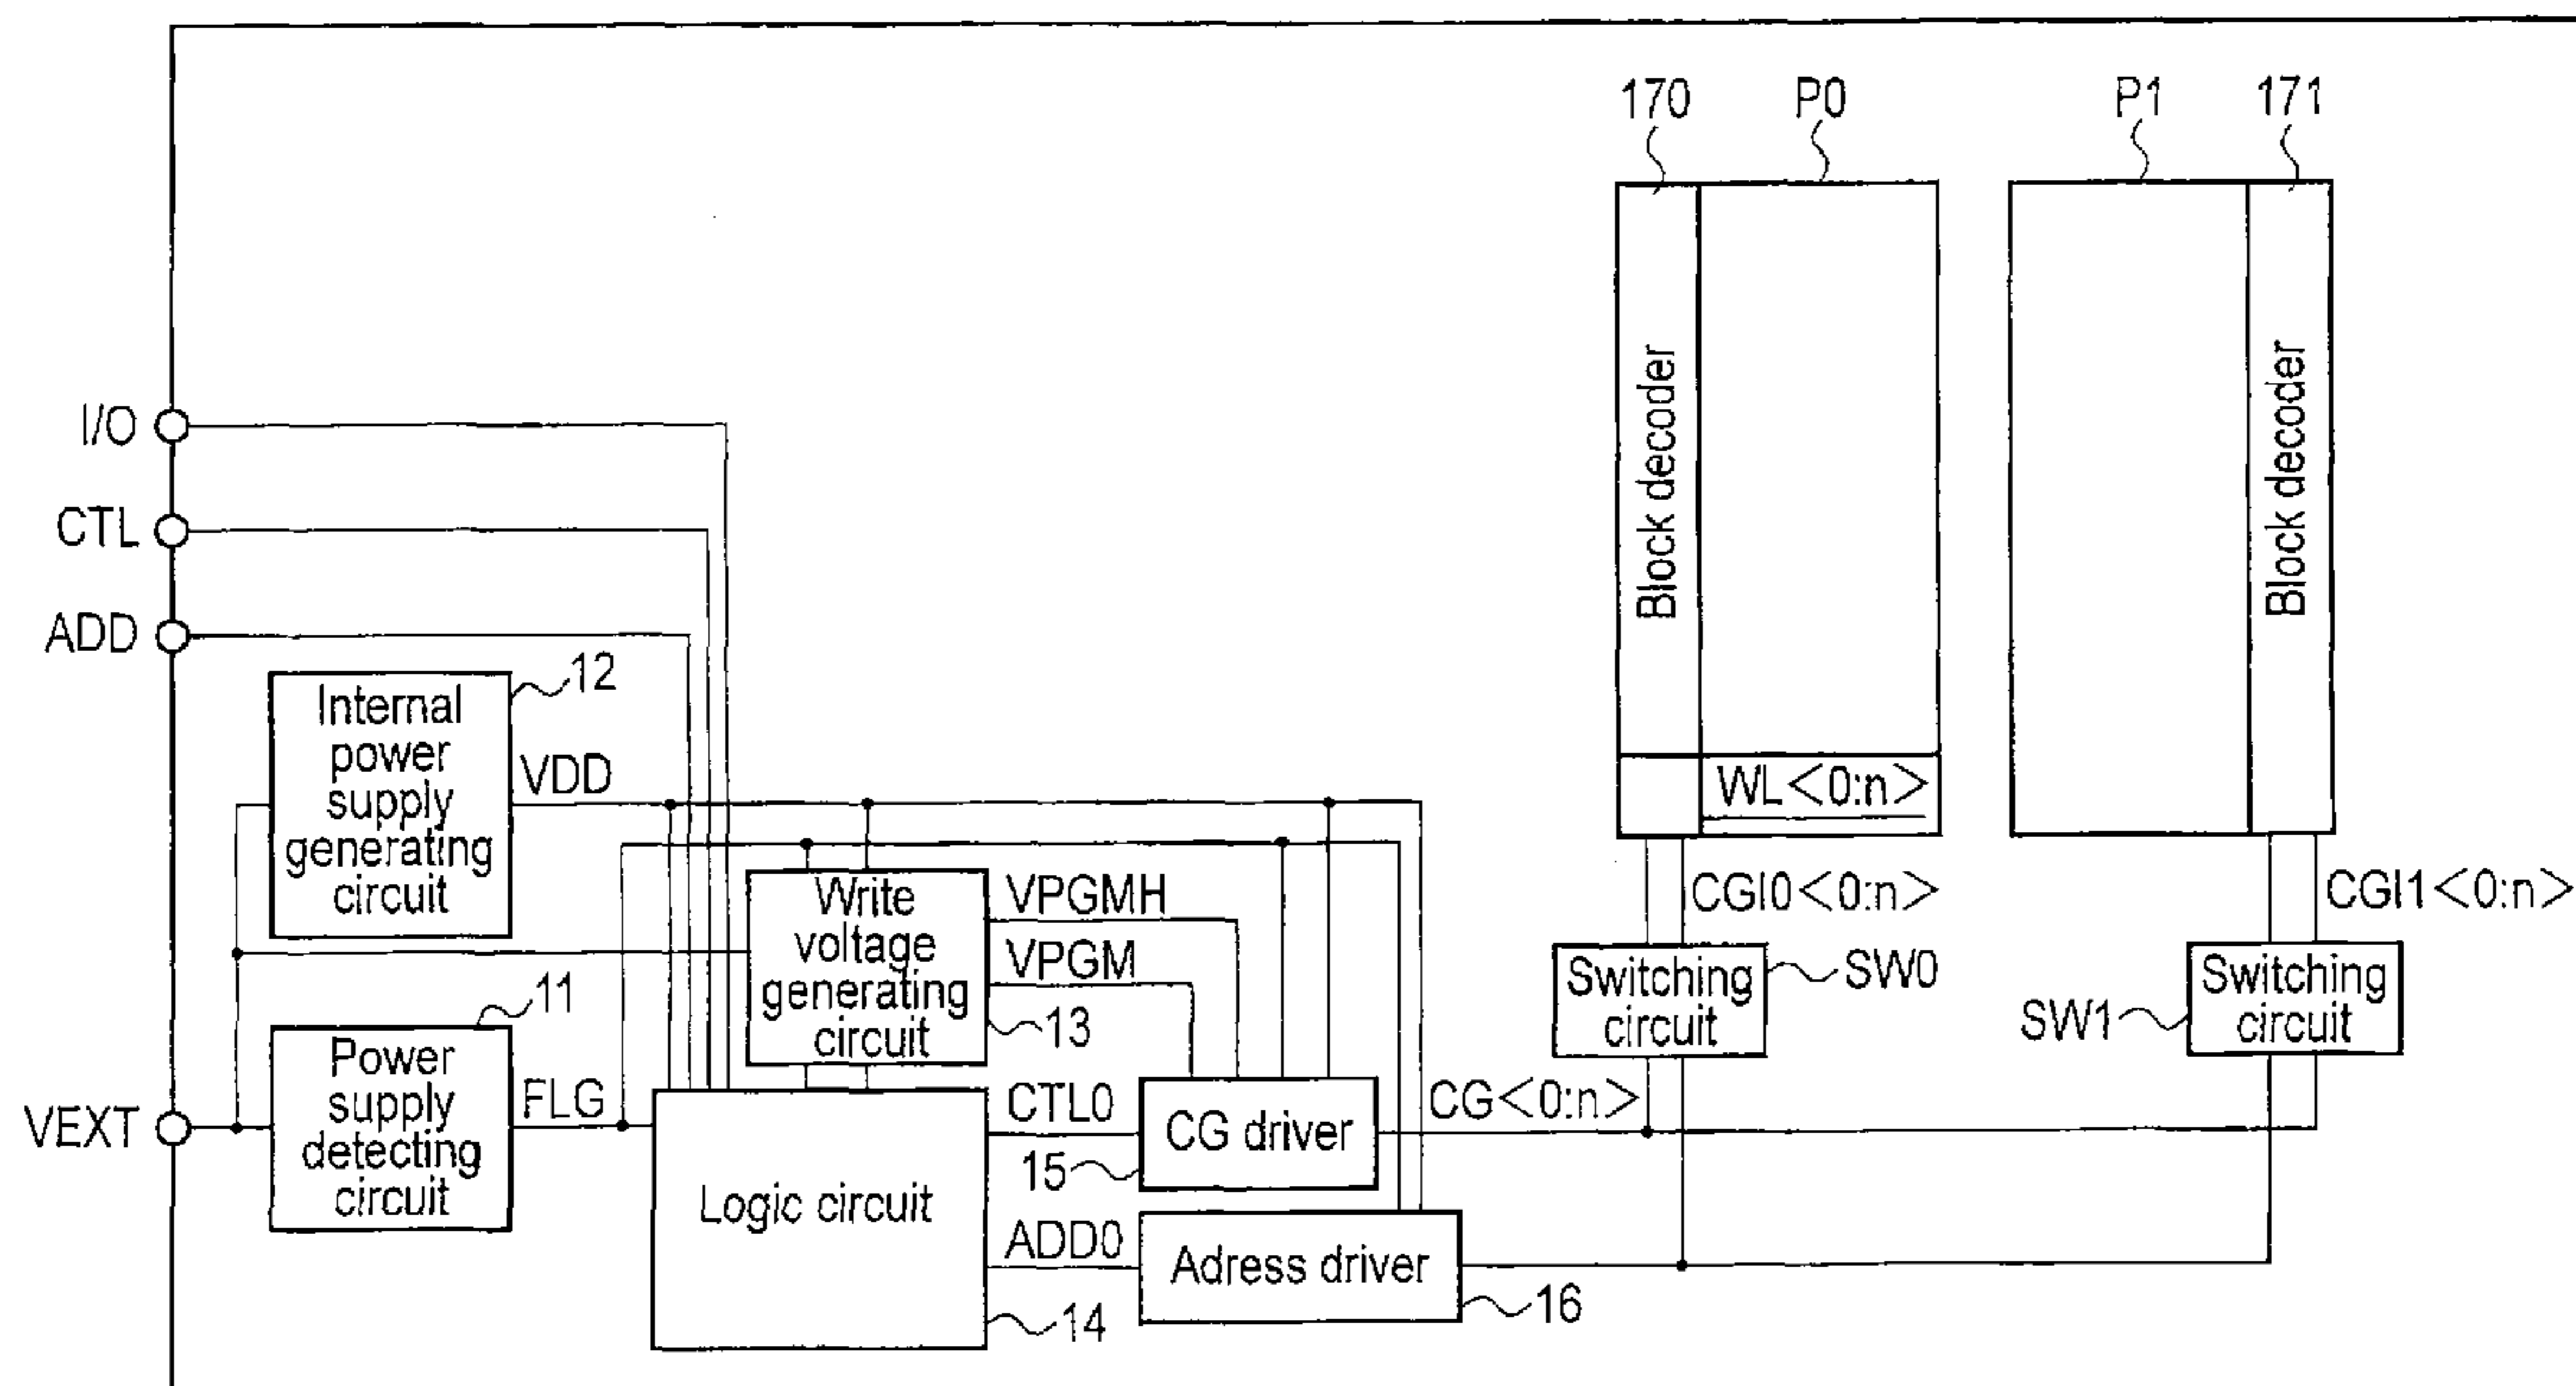 170
P0
P1
171
Block decoder
Block decoder
I/O
CTL
ADD
12
Internal
power
supply
generating
circuit
VDD
WL<0:n>
Write
voltage
generating
circuit
VPGMH
VPGM
13
CGI0<0:n>
CGI1<0:n>
Switching
circuit
SW0
SW1
Switching
circuit
11
Power
supply
detecting
circuit
VEXT
FLG
CTL0
CG driver
15
CG<0:n>
Logic circuit
ADD0
Adress driver
14
16